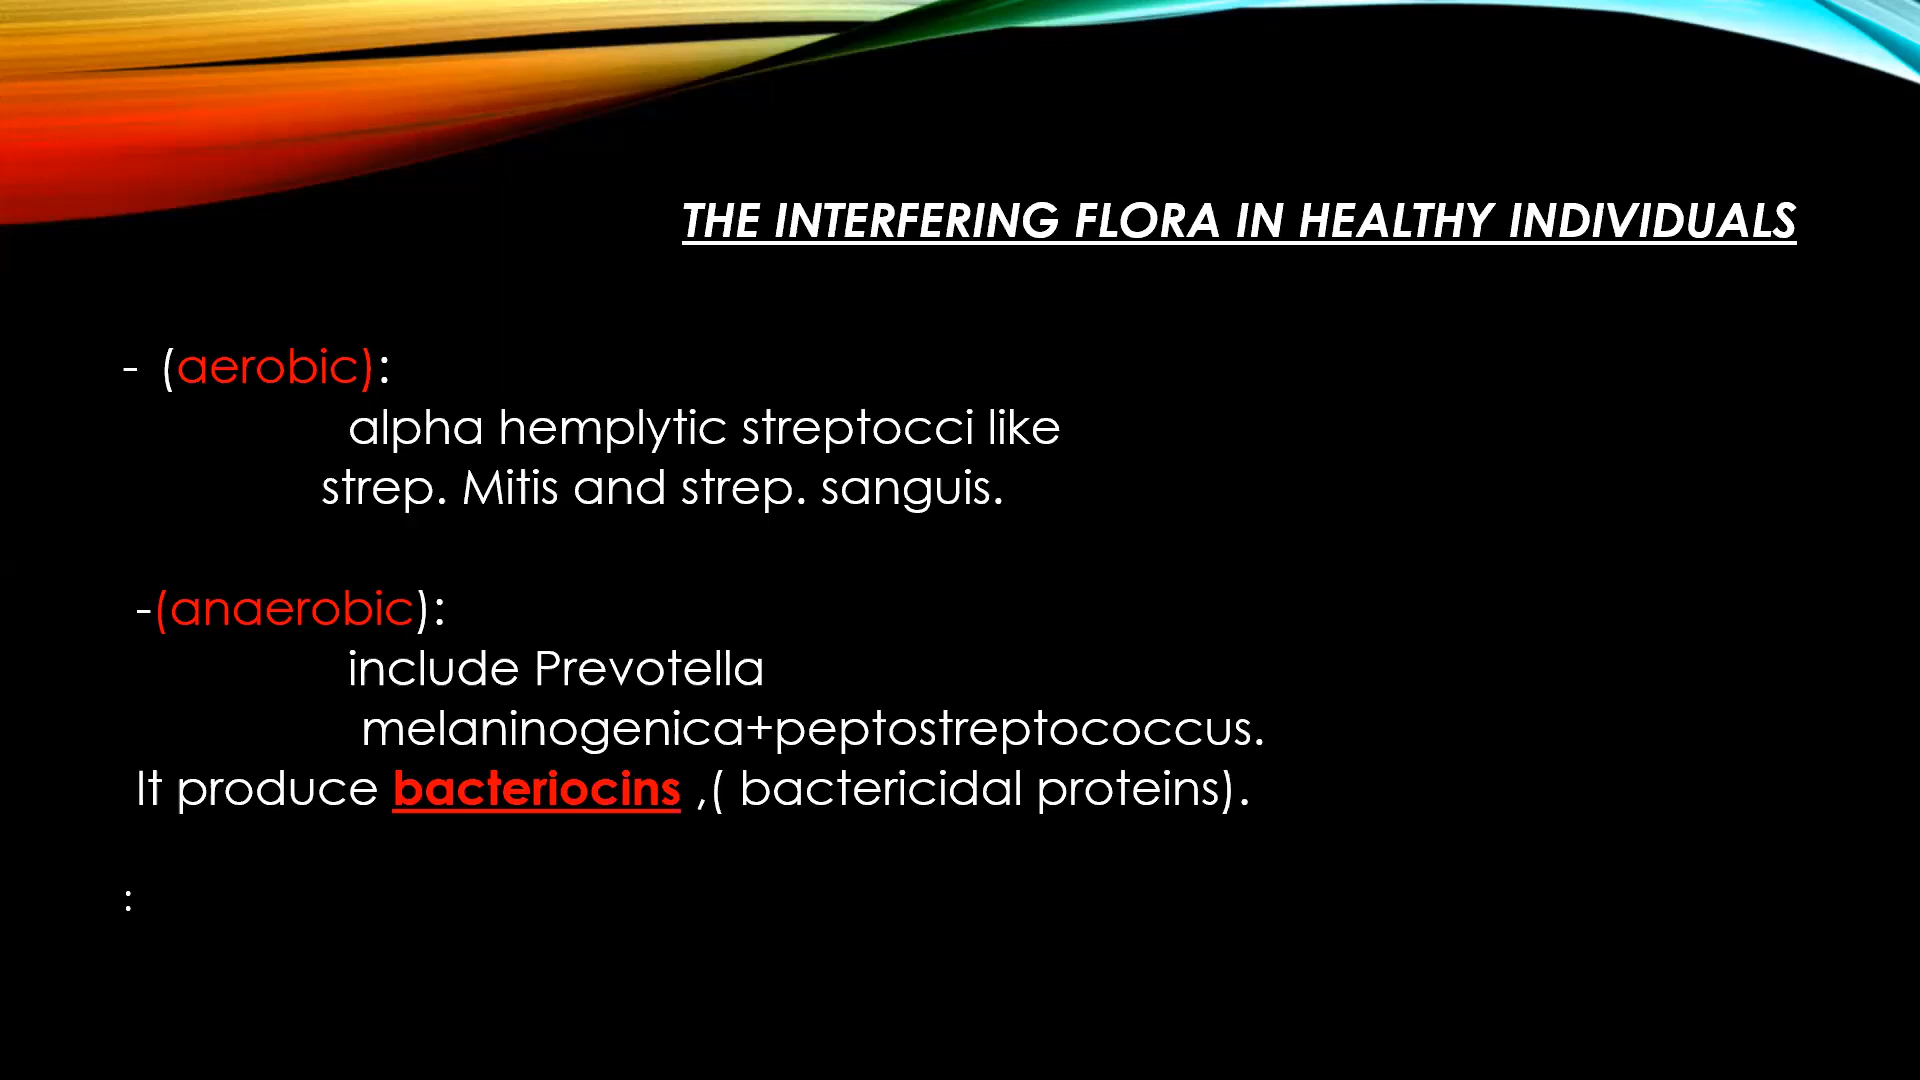 THE INTERFERING FLORA IN HEALTHY INDIVIDUALS
- (aerobic):
alpha hemplytic streptocci like
strep. Mitis and strep. sanguis.
-(anaerobic):
include Prevotella
melaninogenica+peptostreptococcus.
It produce bacteriocins ,( bactericidal proteins).
: